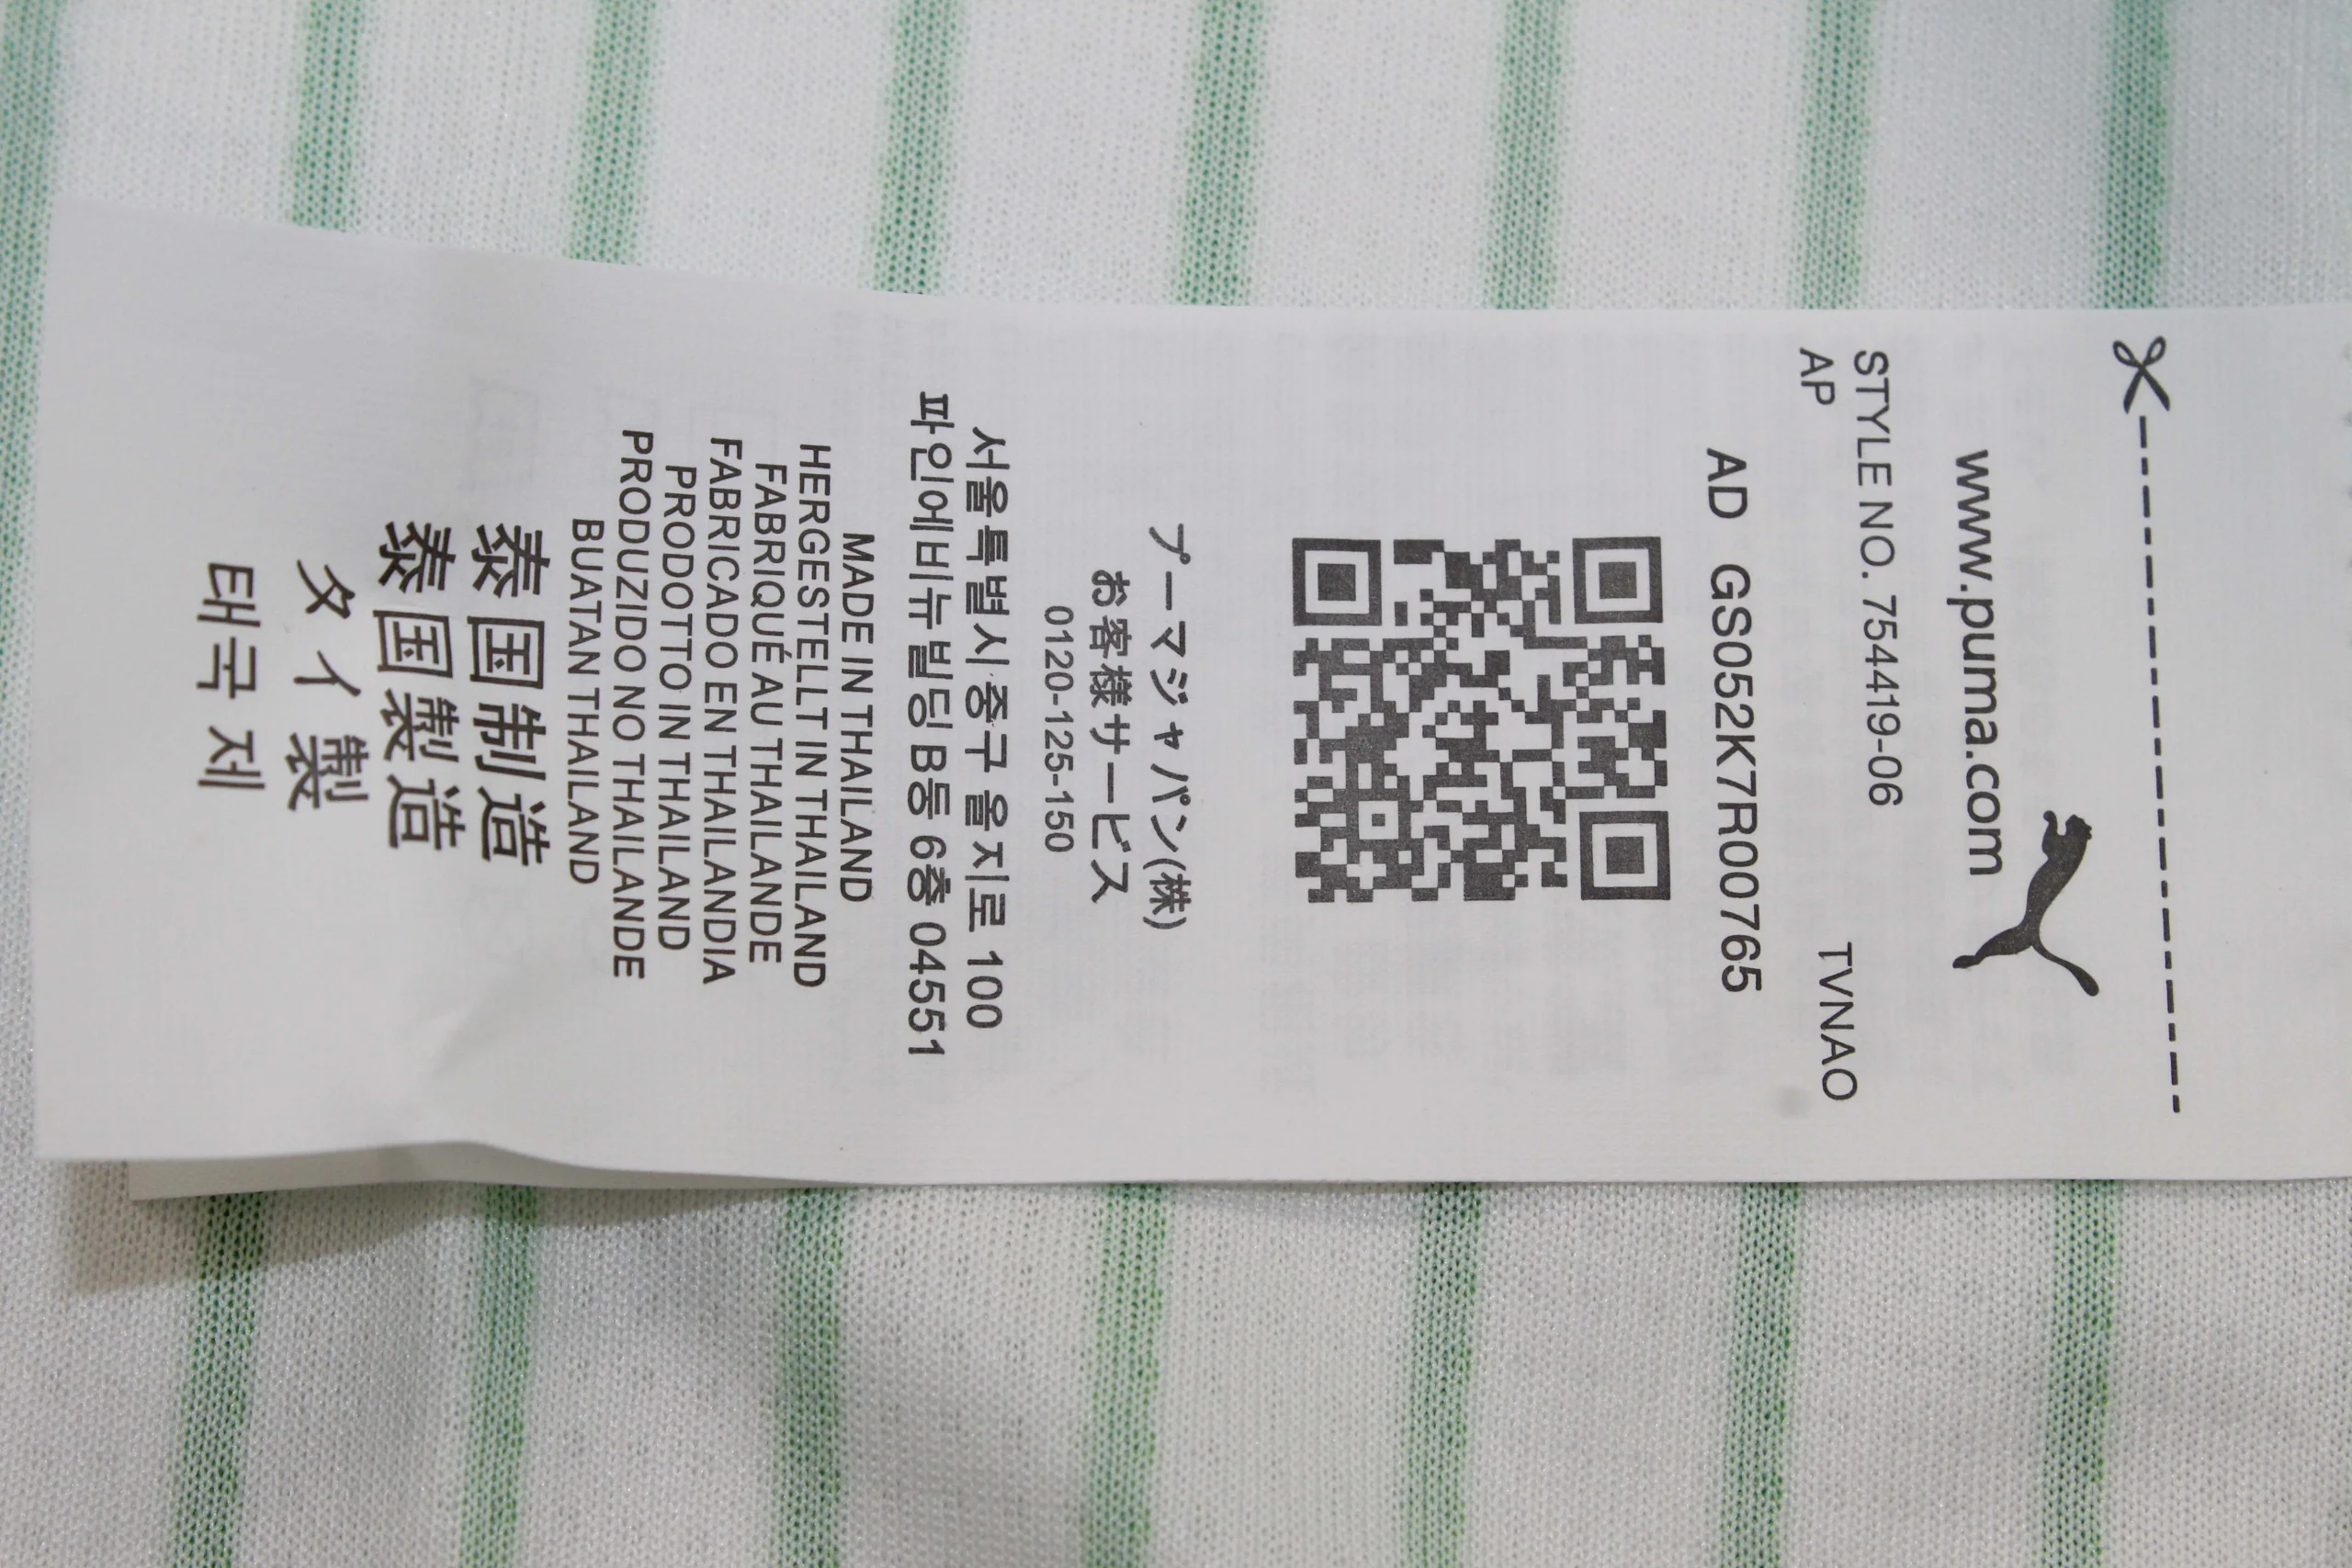 www.puma.com
STYLE NO. 754419-06
AP TVNAO
AD GS052K7R00765
プーマジャパン(株)
お客様サービス
0120-125-150
서울특별시 중구 을지로 100
파인에비뉴빌딩 B동 6층 04551
MADE IN THAILAND
HERGESTELLT IN THAILAND
FABRIQUÉ AU THAILANDE
FABRICADO EN THAILANDIA
PRODOTTO IN THAILAND
PRODUZIDO NO THAILANDE
BUATAN THAILAND
泰国制造
泰国製造
タイ製
태국 제